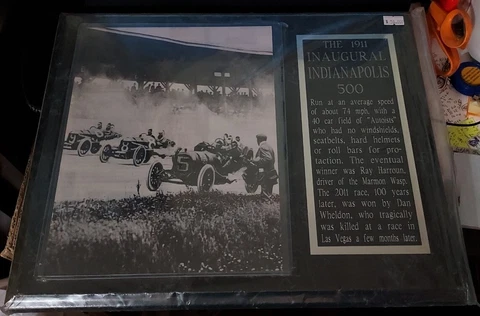 THE 1911
INAUGURAL
INDIANAPOLIS
500
Run at an average speed
of about 74 mph, with a
40 car field of "Autoists"
who had no windshields,
seatbelts, hard helmets
or roll bars for pro-
taction. The eventual
winner was Ray Harroun,
driver of the Marmon Wasp.
The 2011 race, 100 years
later, was won by Dan
Wheldon, who tragically
was killed at a race in
Las Vegas a few months later.
5